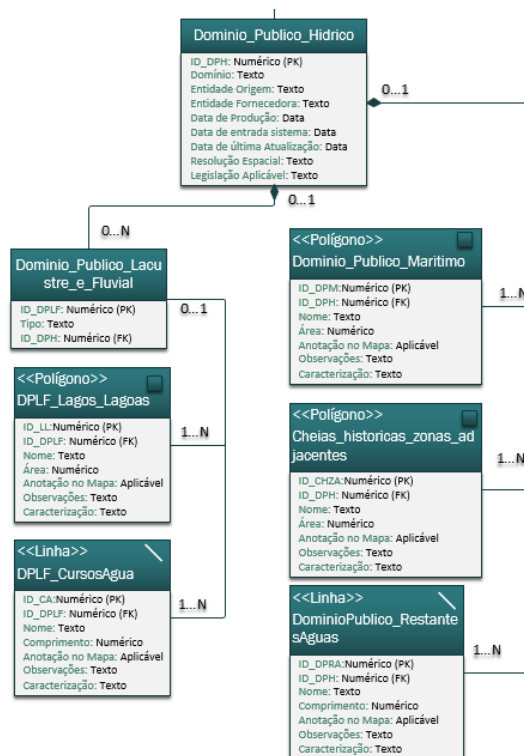 Dominio_Publico_Hidrico
ID_DPH: Numérico (PK)
Domínio: Texto
Entidade Origem: Texto
Entidade Fornecedora: Texto
Data de Produção: Data
Data de entrada sistema: Data
Data de última Atualização: Data
Resolução Espacial: Texto
Legislação Aplicável: Texto
0...1
0...1
0...N
Dominio_Publico_Lacu
stre_e_Fluvial
ID_DPLF: Numérico (PK)
Tipo: Texto
ID_DPH: Numérico (FK)
0...1
<<Polígono>>
DPLF_Lagos_Lagoas
ID_LL:Numérico (PK)
ID_DPLF: Numérico (FK)
Nome: Texto
Área: Numérico
Anotação no Mapa: Aplicável
Observações: Texto
Caracterização: Texto
1...N
<<Linha>>
DPLF_CursosAgua
ID_CA:Numérico (PK)
ID_DPLF: Numérico (FK)
Nome: Texto
Comprimento: Numérico
Anotação no Mapa: Aplicável
Observações: Texto
Caracterização: Texto
1...N
<<Polígono>>
Dominio_Publico_Maritimo
ID_DPM:Numérico (PK)
ID_DPH: Numérico (FK)
Nome: Texto
Área: Numérico
Anotação no Mapa: Aplicável
Observações: Texto
Caracterização: Texto
1...N
<<Polígono>>
Cheias_historicas_zonas_ad
jacentes
ID_CHZA:Numérico (PK)
ID_DPH: Numérico (FK)
Nome: Texto
Área: Numérico
Anotação no Mapa: Aplicável
Observações: Texto
Caracterização: Texto
1...N
<<Linha>>
DominioPublico_Restante
sAguas
ID_DPRA:Numérico (PK)
ID_DPH: Numérico (FK)
Nome: Texto
Comprimento: Numérico
Anotação no Mapa: Aplicável
Observações: Texto
Caracterização: Texto
1...N